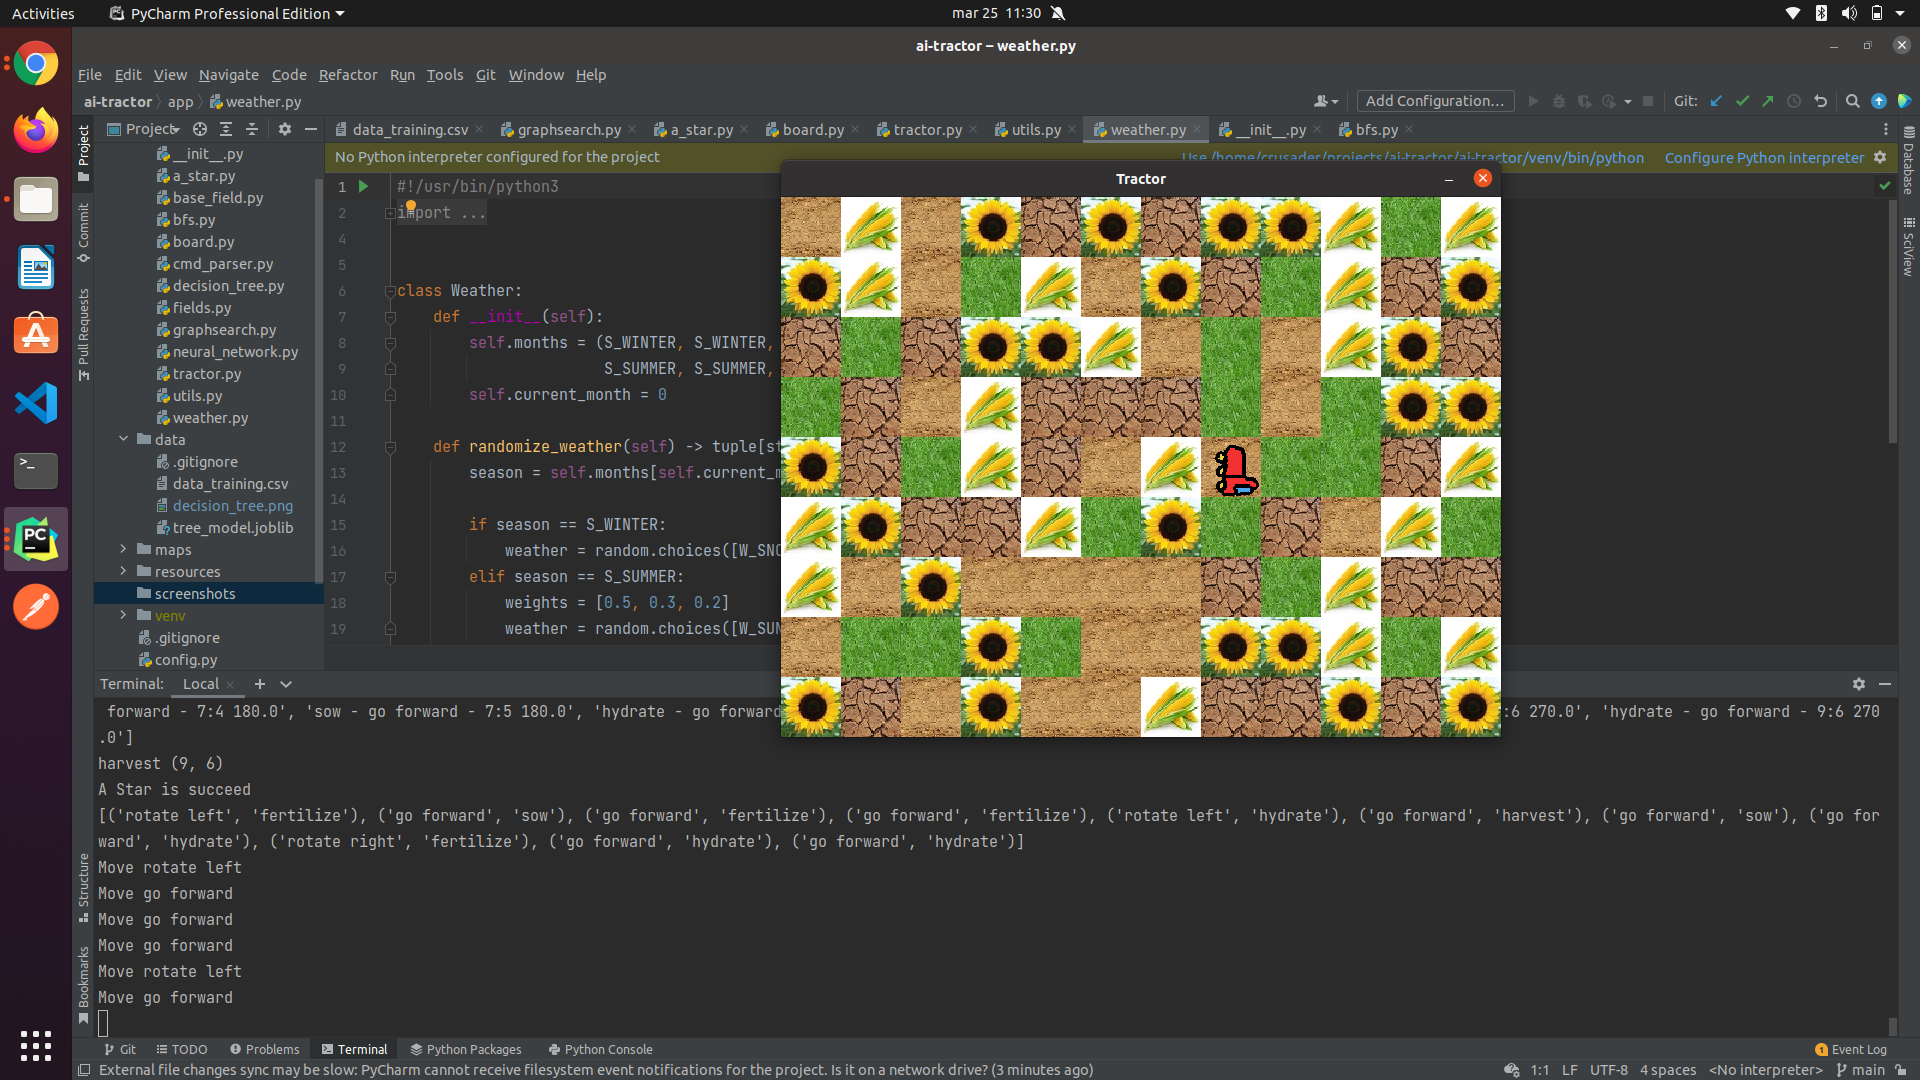 Activities
PyCharm Professional Edition
mar 25 11:30
ai-tractor – weather.py
File Edit View Navigate Code Refactor Run Tools Git Window Help
ai-tractor app weather.py
Add Configuration...
Git:
Project
data_training.csv graphsearch.py a_star.py board.py tractor.py utils.py weather.py __init__.py bfs.py
No Python interpreter configured for the project
Use /home/crusader/projects/ai-tractor/ai-tractor/venv/bin/python Configure Python interpreter
Project
Commit
Pull Requests
Structure
Bookmarks
Database
SciView
__init__.py
a_star.py
base_field.py
bfs.py
board.py
cmd_parser.py
decision_tree.py
fields.py
graphsearch.py
neural_network.py
tractor.py
utils.py
weather.py
data
.gitignore
data_training.csv
decision_tree.png
tree_model.joblib
maps
resources
screenshots
venv
.gitignore
config.py
1 #!/usr/bin/python3
2 import ...
4
5
6 class Weather:
7 def __init__(self):
8 self.months = (S_WINTER, S_WINTER,
9 S_SUMMER, S_SUMMER,
10 self.current_month = 0
11
12 def randomize_weather(self) -> tuple[st
13 season = self.months[self.current_m
14
15 if season == S_WINTER:
16 weather = random.choices([W_SNO
17 elif season == S_SUMMER:
18 weights = [0.5, 0.3, 0.2]
19 weather = random.choices([W_SUN
Tractor
Terminal: Local
forward - 7:4 180.0', 'sow - go forward - 7:5 180.0', 'hydrate - go forward :6 270.0', 'hydrate - go forward - 9:6 270
.0']
harvest (9, 6)
A Star is succeed
[('rotate left', 'fertilize'), ('go forward', 'sow'), ('go forward', 'fertilize'), ('go forward', 'fertilize'), ('rotate left', 'hydrate'), ('go forward', 'harvest'), ('go forward', 'sow'), ('go for
ward', 'hydrate'), ('rotate right', 'fertilize'), ('go forward', 'hydrate'), ('go forward', 'hydrate')]
Move rotate left
Move go forward
Move go forward
Move go forward
Move rotate left
Move go forward
Git TODO Problems Terminal Python Packages Python Console
1 Event Log
External file changes sync may be slow: PyCharm cannot receive filesystem event notifications for the project. Is it on a network drive? (3 minutes ago)
1:1 LF UTF-8 4 spaces <No interpreter> main